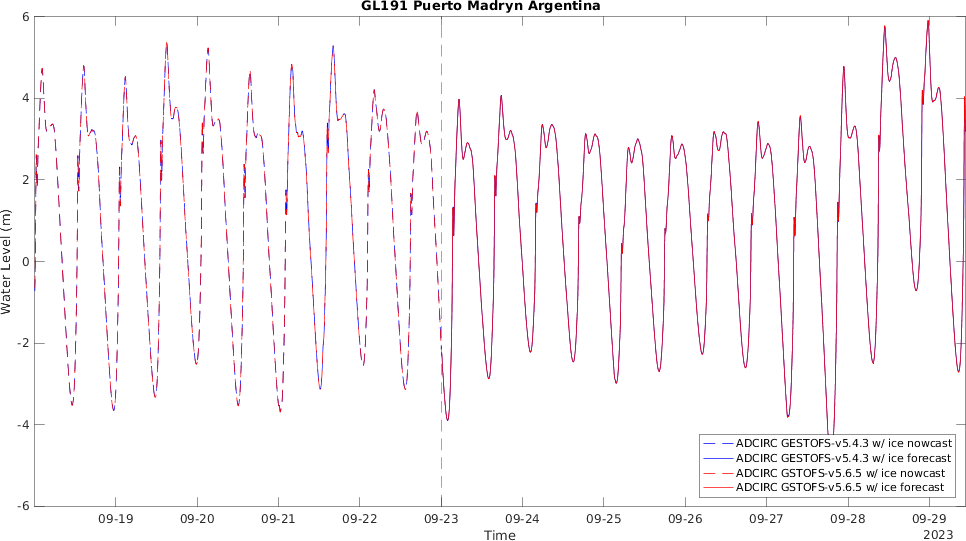 GL191 Puerto Madryn Argentina
6
4
2
0
-2
-4
-6
Water Level (m)
ADCIRC GESTOFS-v5.4.3 w/ ice nowcast
ADCIRC GESTOFS-v5.4.3 w/ ice forecast
ADCIRC GSTOFS-v5.6.5 w/ ice nowcast
ADCIRC GSTOFS-v5.6.5 w/ ice forecast
09-19 09-20 09-21 09-22 09-23 09-24 09-25 09-26 09-27 09-28 09-29
Time
2023